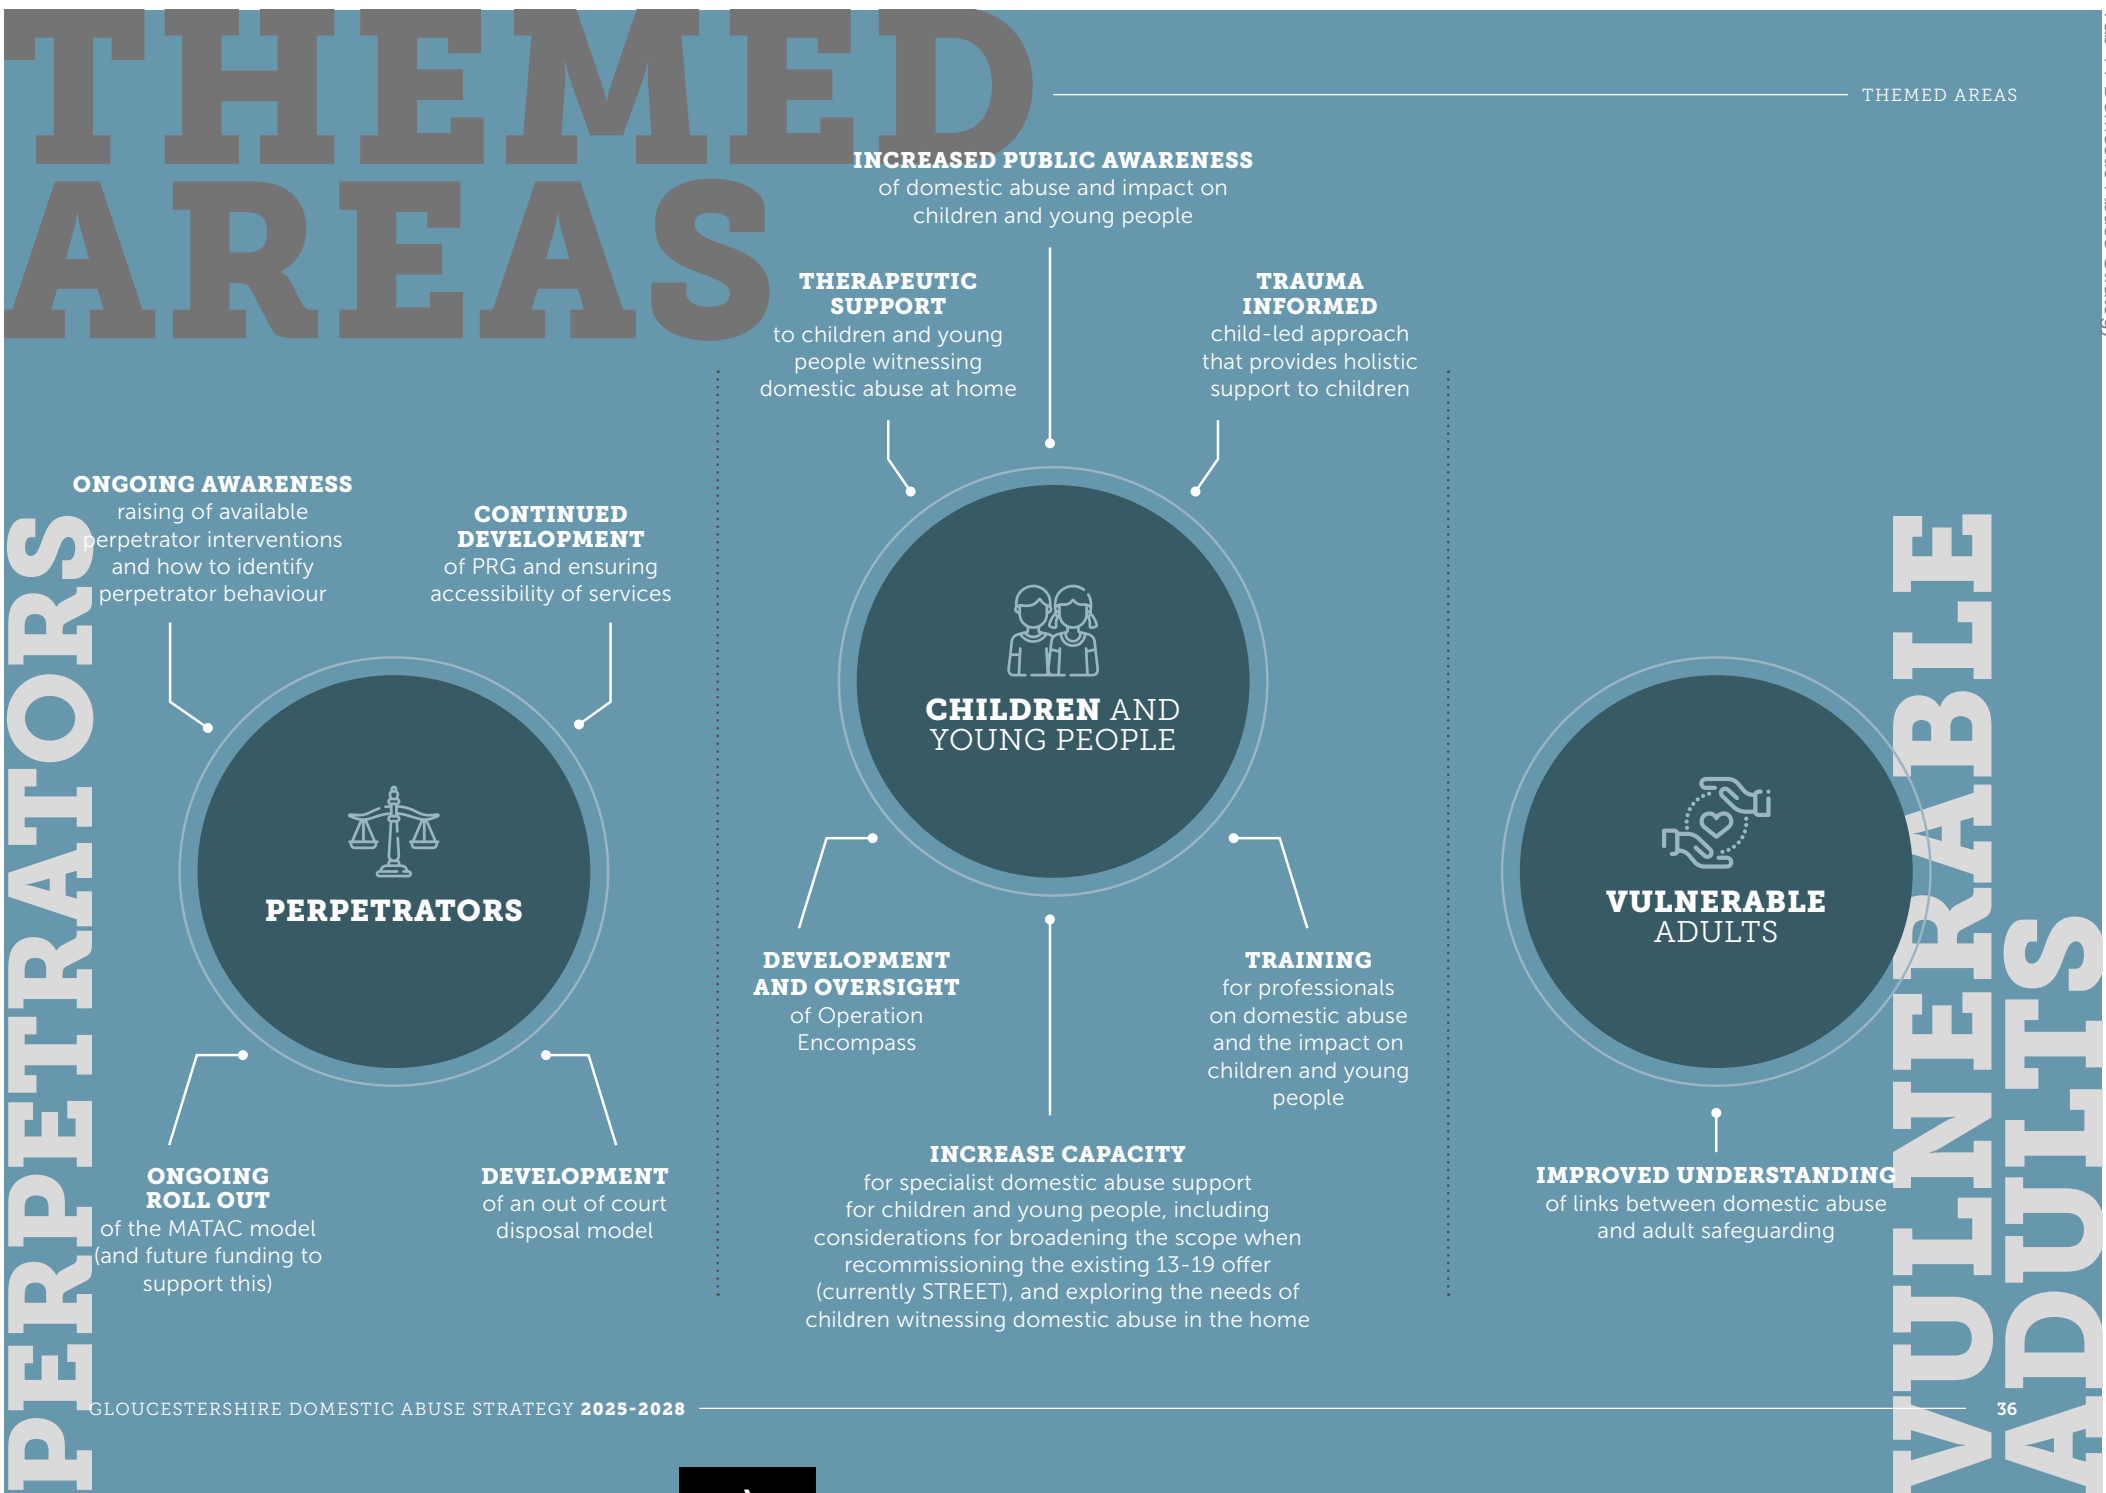 THEMED
AREAS
THEMED AREAS
INCREASED PUBLIC AWARENESS
of domestic abuse and impact on
children and young people
THERAPEUTIC
SUPPORT
to children and young
people witnessing
domestic abuse at home
TRAUMA
INFORMED
child-led approach
that provides holistic
support to children
ONGOING AWARENESS
raising of available
perpetrator interventions
and how to identify
perpetrator behaviour
CONTINUED
DEVELOPMENT
of PRG and ensuring
accessibility of services
PERPETRATORS
PERPETRATORS
ONGOING
ROLL OUT
of the MATAC model
(and future funding to
support this)
DEVELOPMENT
of an out of court
disposal model
CHILDREN AND
YOUNG PEOPLE
DEVELOPMENT
AND OVERSIGHT
of Operation
Encompass
TRAINING
for professionals
on domestic abuse
and the impact on
children and young
people
INCREASE CAPACITY
for specialist domestic abuse support
for children and young people, including
considerations for broadening the scope when
recommissioning the existing 13-19 offer
(currently STREET), and exploring the needs of
children witnessing domestic abuse in the home
VULNERABLE
ADULTS
IMPROVED UNDERSTANDING
of links between domestic abuse
and adult safeguarding
VULNERABLE
ADULTS
GLOUCESTERSHIRE DOMESTIC ABUSE STRATEGY 2025-2028
36